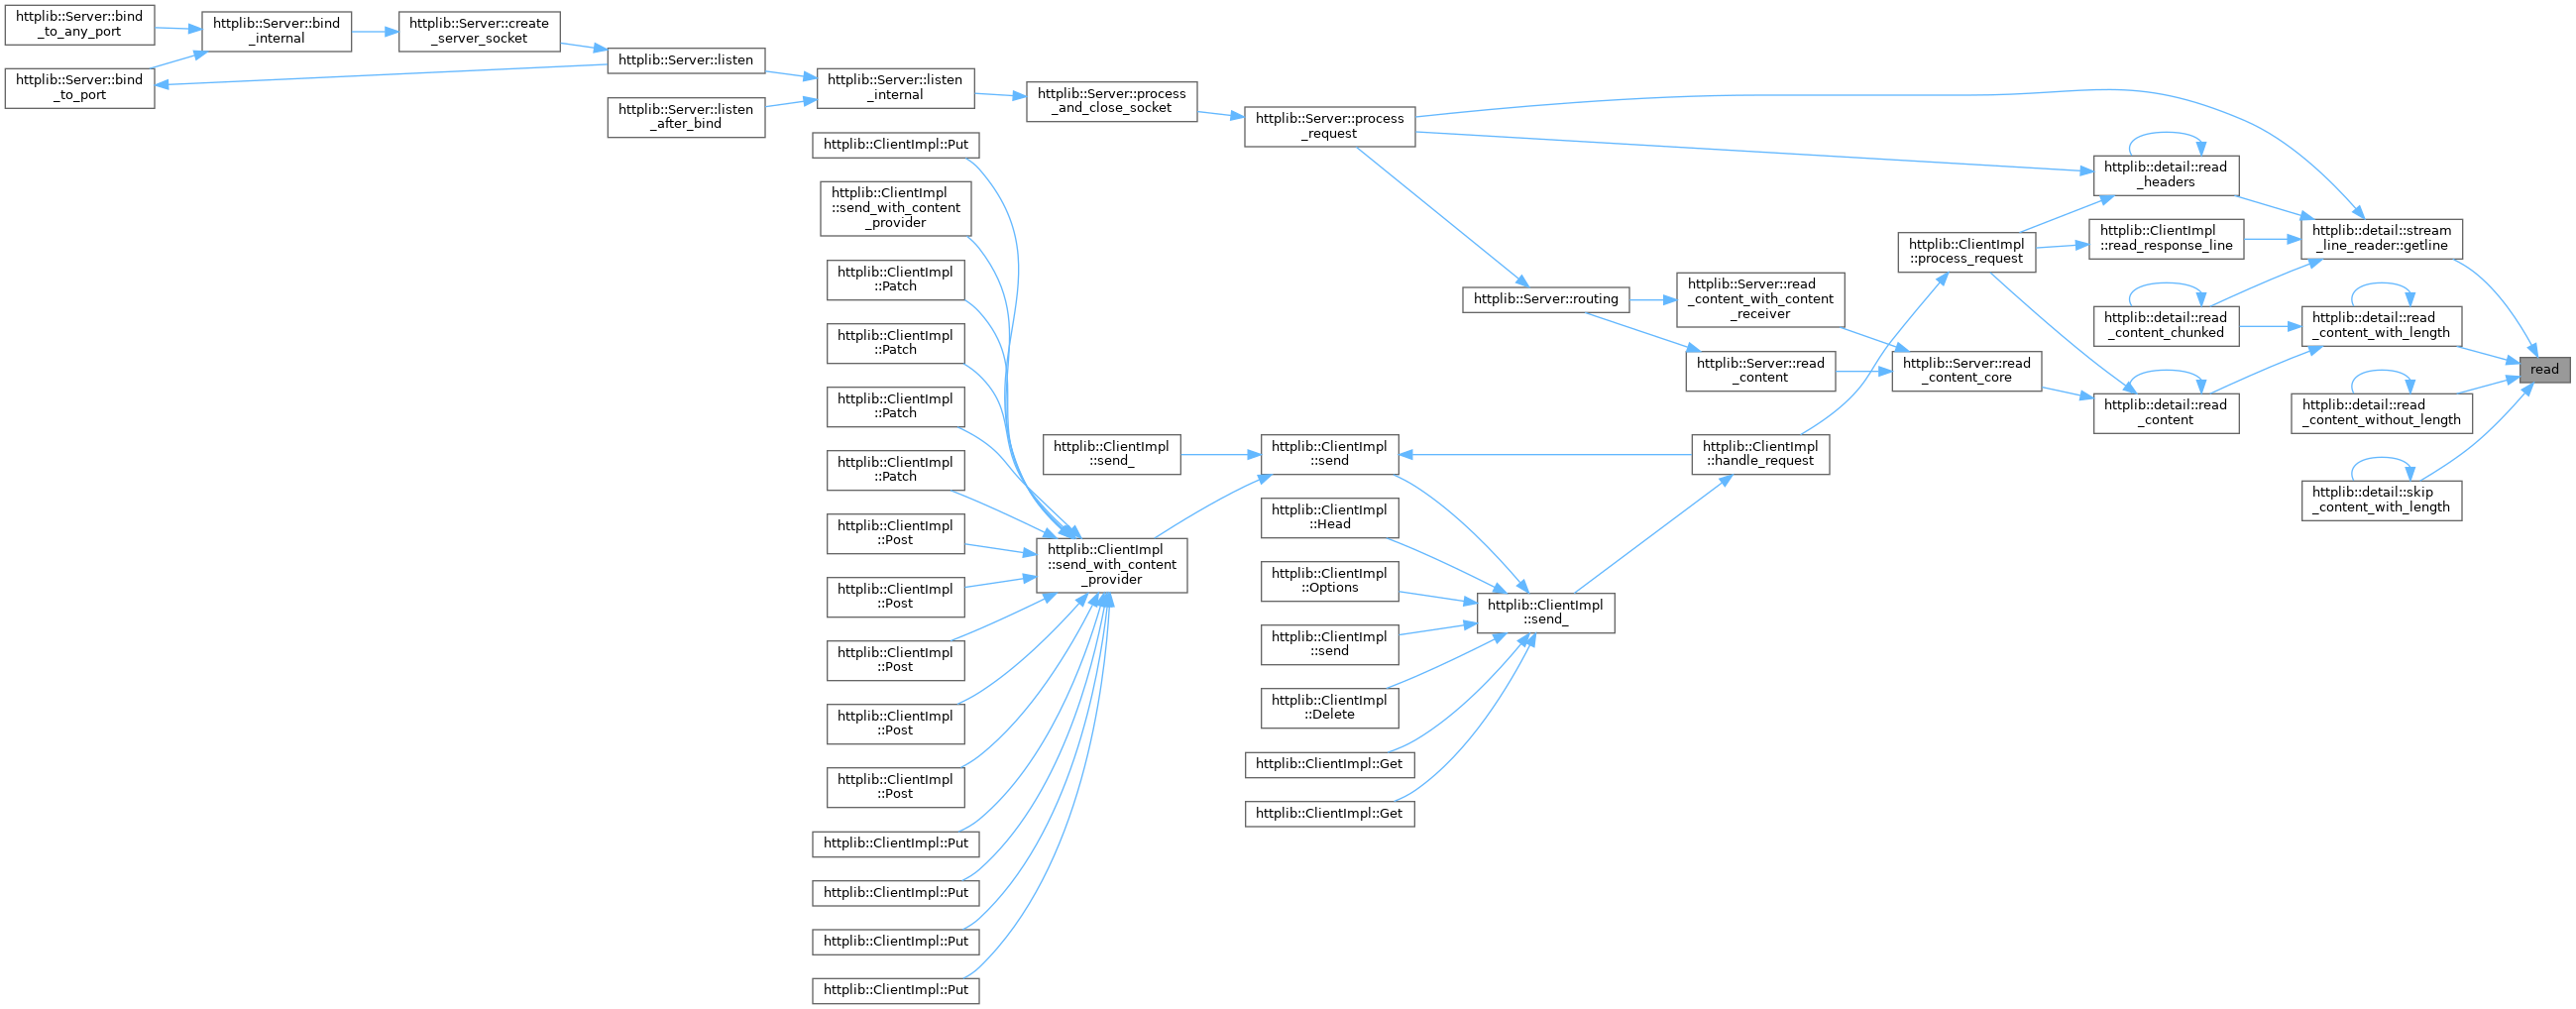 httplib::Server::bind
_to_any_port
httplib::Server::bind
_to_port
httplib::Server::bind
_internal
httplib::Server::create
_server_socket
httplib::Server::listen
httplib::Server::listen
_after_bind
httplib::Server::listen
_internal
httplib::Server::process
_and_close_socket
httplib::Server::process
_request
httplib::ClientImpl::Put
httplib::ClientImpl
::send_with_content
_provider
httplib::ClientImpl
::Patch
httplib::ClientImpl
::Patch
httplib::ClientImpl
::Patch
httplib::ClientImpl
::Patch
httplib::ClientImpl
::Post
httplib::ClientImpl
::Post
httplib::ClientImpl
::Post
httplib::ClientImpl
::Post
httplib::ClientImpl
::Post
httplib::ClientImpl::Put
httplib::ClientImpl::Put
httplib::ClientImpl::Put
httplib::ClientImpl::Put
httplib::ClientImpl
::send_
httplib::ClientImpl
::send_with_content
_provider
httplib::ClientImpl
::send
httplib::ClientImpl
::Head
httplib::ClientImpl
::Options
httplib::ClientImpl
::send
httplib::ClientImpl
::Delete
httplib::ClientImpl::Get
httplib::ClientImpl::Get
httplib::Server::routing
httplib::ClientImpl
::send_
httplib::Server::read
_content_with_content
_receiver
httplib::Server::read
_content
httplib::ClientImpl
::handle_request
httplib::ClientImpl
::process_request
httplib::Server::read
_content_core
httplib::detail::read
_headers
httplib::ClientImpl
::read_response_line
httplib::detail::read
_content_chunked
httplib::detail::read
_content
httplib::detail::stream
_line_reader::getline
httplib::detail::read
_content_with_length
httplib::detail::read
_content_without_length
httplib::detail::skip
_content_with_length
read